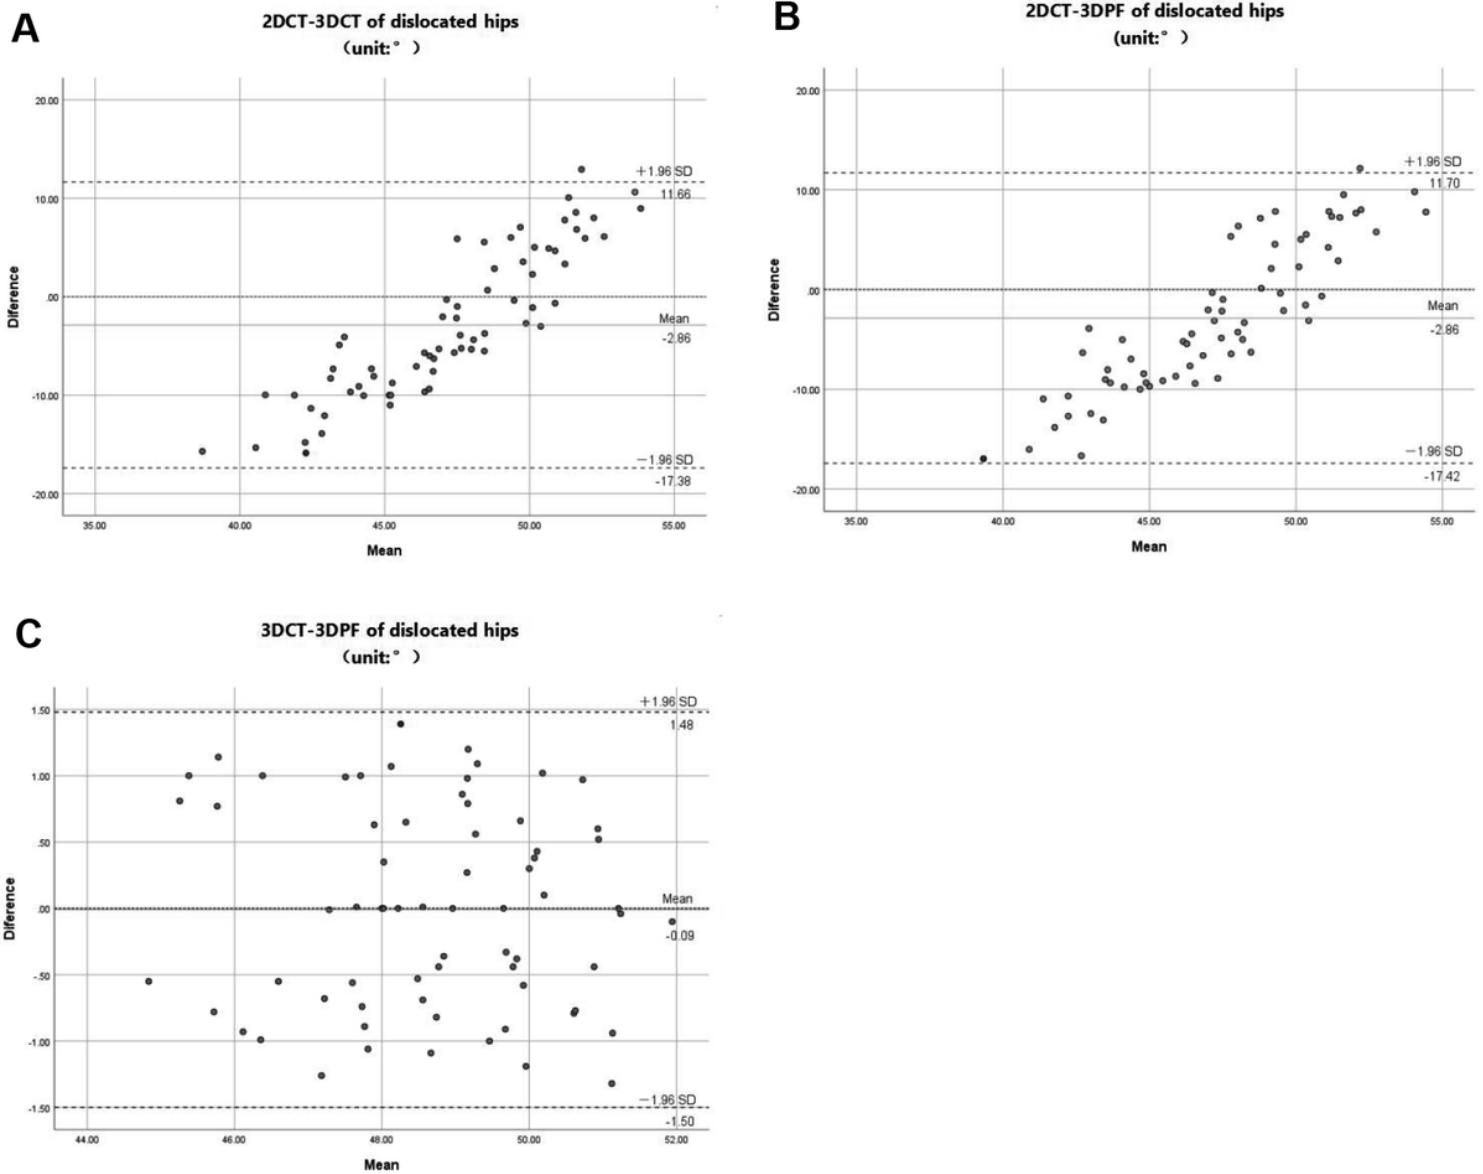 A
2DCT-3DCT of dislocated hips
（unit:° ）
20.00
10.00
.00
-10.00
-20.00
Diference
+1.96 SD
11.66
Mean
-2.86
−1.96 SD
-17.38
35.00 40.00 45.00 50.00 55.00
Mean
B
2DCT-3DPF of dislocated hips
(unit:° ）
20.00
10.00
.00
-10.00
-20.00
Diference
+1.96 SD
11.70
Mean
-2.86
−1.96 SD
-17.42
35.00 40.00 45.00 50.00 55.00
Mean
C
3DCT-3DPF of dislocated hips
（unit:° ）
1.50
1.00
.50
.00
-.50
-1.00
-1.50
Diference
+1.96 SD
1.48
Mean
-0.09
−1.96 SD
-1.50
44.00 46.00 48.00 50.00 52.00
Mean